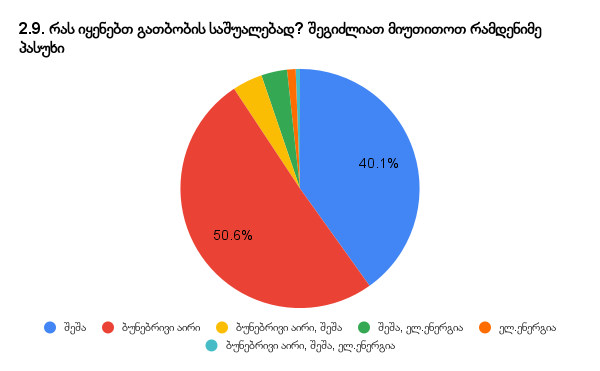 2.9. რას იყენებთ გათბობის საშუალებად? შეგიძლიათ მიუთითოთ რამდენიმე
პასუხი
40.1%
50.6%
შეშა
ბუნებრივი აირი
ბუნებრივი აირი, შეშა
შეშა, ელ.ენერგია
ელ.ენერგია
ბუნებრივი აირი, შეშა, ელ.ენერგია